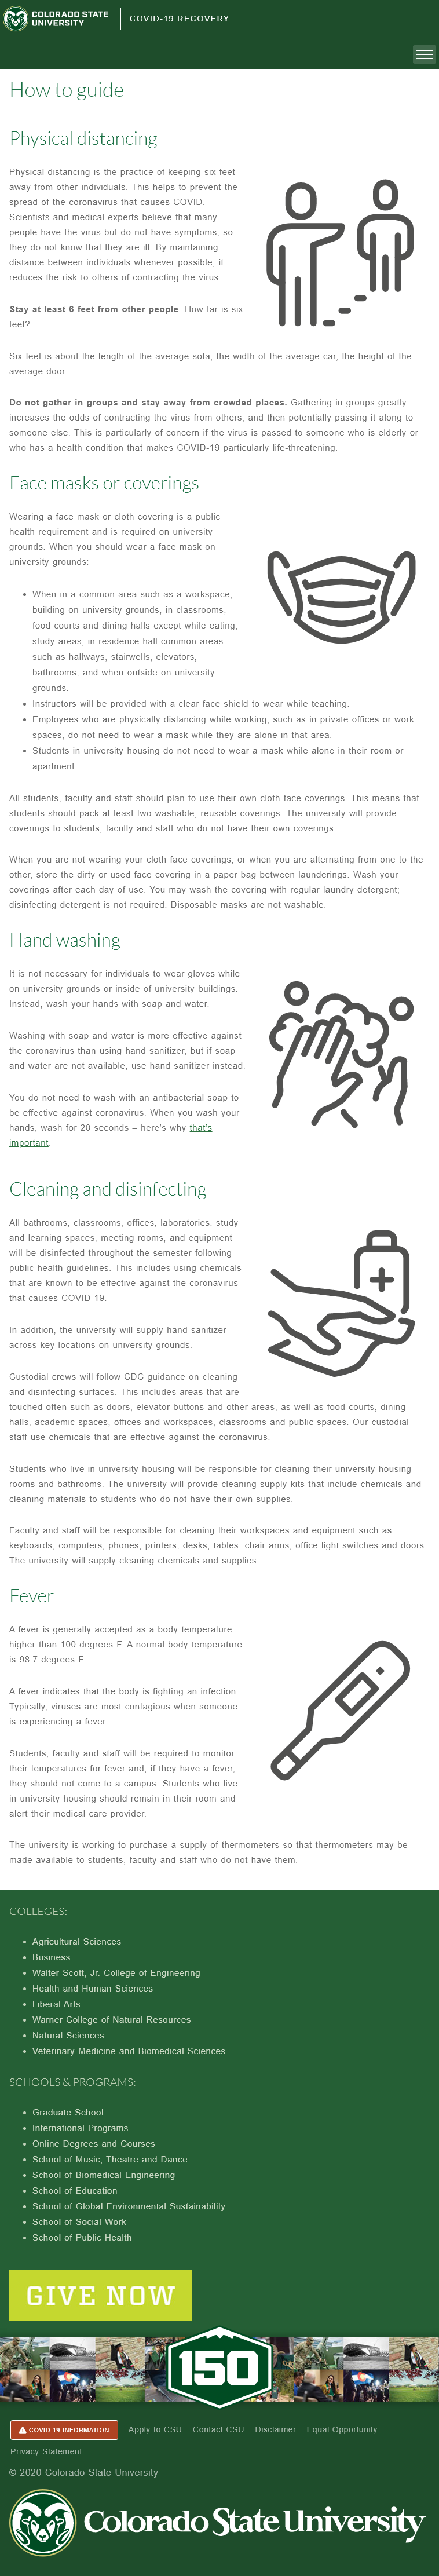 COLORADO STATE
UNIVERSITY
COVID-19 RECOVERY
How to guide
Physical distancing
Physical distancing is the practice of keeping six feet
away from other individuals. This helps to prevent the
spread of the coronavirus that causes COVID.
Scientists and medical experts believe that many
people have the virus but do not have symptoms, so
they do not know that they are ill. By maintaining
distance between individuals whenever possible, it
reduces the risk to others of contracting the virus.
Stay at least 6 feet from other people. How far is six
feet?
Six feet is about the length of the average sofa, the width of the average car, the height of the
average door.
Do not gather in groups and stay away from crowded places. Gathering in groups greatly
increases the odds of contracting the virus from others, and then potentially passing it along to
someone else. This is particularly of concern if the virus is passed to someone who is elderly or
who has a health condition that makes COVID-19 particularly life-threatening.
Face masks or coverings
Wearing a face mask or cloth covering is a public
health requirement and is required on university
grounds. When you should wear a face mask on
university grounds:
• When in a common area such as a workspace,
building on university grounds, in classrooms,
food courts and dining halls except while eating,
study areas, in residence hall common areas
such as hallways, stairwells, elevators,
bathrooms, and when outside on university
grounds.
• Instructors will be provided with a clear face shield to wear while teaching.
• Employees who are physically distancing while working, such as in private offices or work
spaces, do not need to wear a mask while they are alone in that area.
• Students in university housing do not need to wear a mask while alone in their room or
apartment.
All students, faculty and staff should plan to use their own cloth face coverings. This means that
students should pack at least two washable, reusable coverings. The university will provide
coverings to students, faculty and staff who do not have their own coverings.
When you are not wearing your cloth face coverings, or when you are alternating from one to the
other, store the dirty or used face covering in a paper bag between launderings. Wash your
coverings after each day of use. You may wash the covering with regular laundry detergent;
disinfecting detergent is not required. Disposable masks are not washable.
Hand washing
It is not necessary for individuals to wear gloves while
on university grounds or inside of university buildings.
Instead, wash your hands with soap and water.
Washing with soap and water is more effective against
the coronavirus than using hand sanitizer, but if soap
and water are not available, use hand sanitizer instead.
You do not need to wash with an antibacterial soap to
be effective against coronavirus. When you wash your
hands, wash for 20 seconds – here's why that's
important.
Cleaning and disinfecting
All bathrooms, classrooms, offices, laboratories, study
and learning spaces, meeting rooms, and equipment
will be disinfected throughout the semester following
public health guidelines. This includes using chemicals
that are known to be effective against the coronavirus
that causes COVID-19.
In addition, the university will supply hand sanitizer
across key locations on university grounds.
Custodial crews will follow CDC guidance on cleaning
and disinfecting surfaces. This includes areas that are
touched often such as doors, elevator buttons and other areas, as well as food courts, dining
halls, academic spaces, offices and workspaces, classrooms and public spaces. Our custodial
staff use chemicals that are effective against the coronavirus.
Students who live in university housing will be responsible for cleaning their university housing
rooms and bathrooms. The university will provide cleaning supply kits that include chemicals and
cleaning materials to students who do not have their own supplies.
Faculty and staff will be responsible for cleaning their workspaces and equipment such as
keyboards, computers, phones, printers, desks, tables, chair arms, office light switches and doors.
The university will supply cleaning chemicals and supplies.
Fever
A fever is generally accepted as a body temperature
higher than 100 degrees F. A normal body temperature
is 98.7 degrees F.
A fever indicates that the body is fighting an infection.
Typically, viruses are most contagious when someone
is experiencing a fever.
Students, faculty and staff will be required to monitor
their temperatures for fever and, if they have a fever,
they should not come to a campus. Students who live
in university housing should remain in their room and
alert their medical care provider.
The university is working to purchase a supply of thermometers so that thermometers may be
made available to students, faculty and staff who do not have them.
COLLEGES:
• Agricultural Sciences
• Business
• Walter Scott, Jr. College of Engineering
• Health and Human Sciences
• Liberal Arts
• Warner College of Natural Resources
• Natural Sciences
• Veterinary Medicine and Biomedical Sciences
SCHOOLS & PROGRAMS:
• Graduate School
• International Programs
• Online Degrees and Courses
• School of Music, Theatre and Dance
• School of Biomedical Engineering
• School of Education
• School of Global Environmental Sustainability
• School of Social Work
• School of Public Health
GIVE NOW
150
COVID-19 INFORMATION Apply to CSU Contact CSU Disclaimer Equal Opportunity
Privacy Statement
© 2020 Colorado State University
Colorado State University